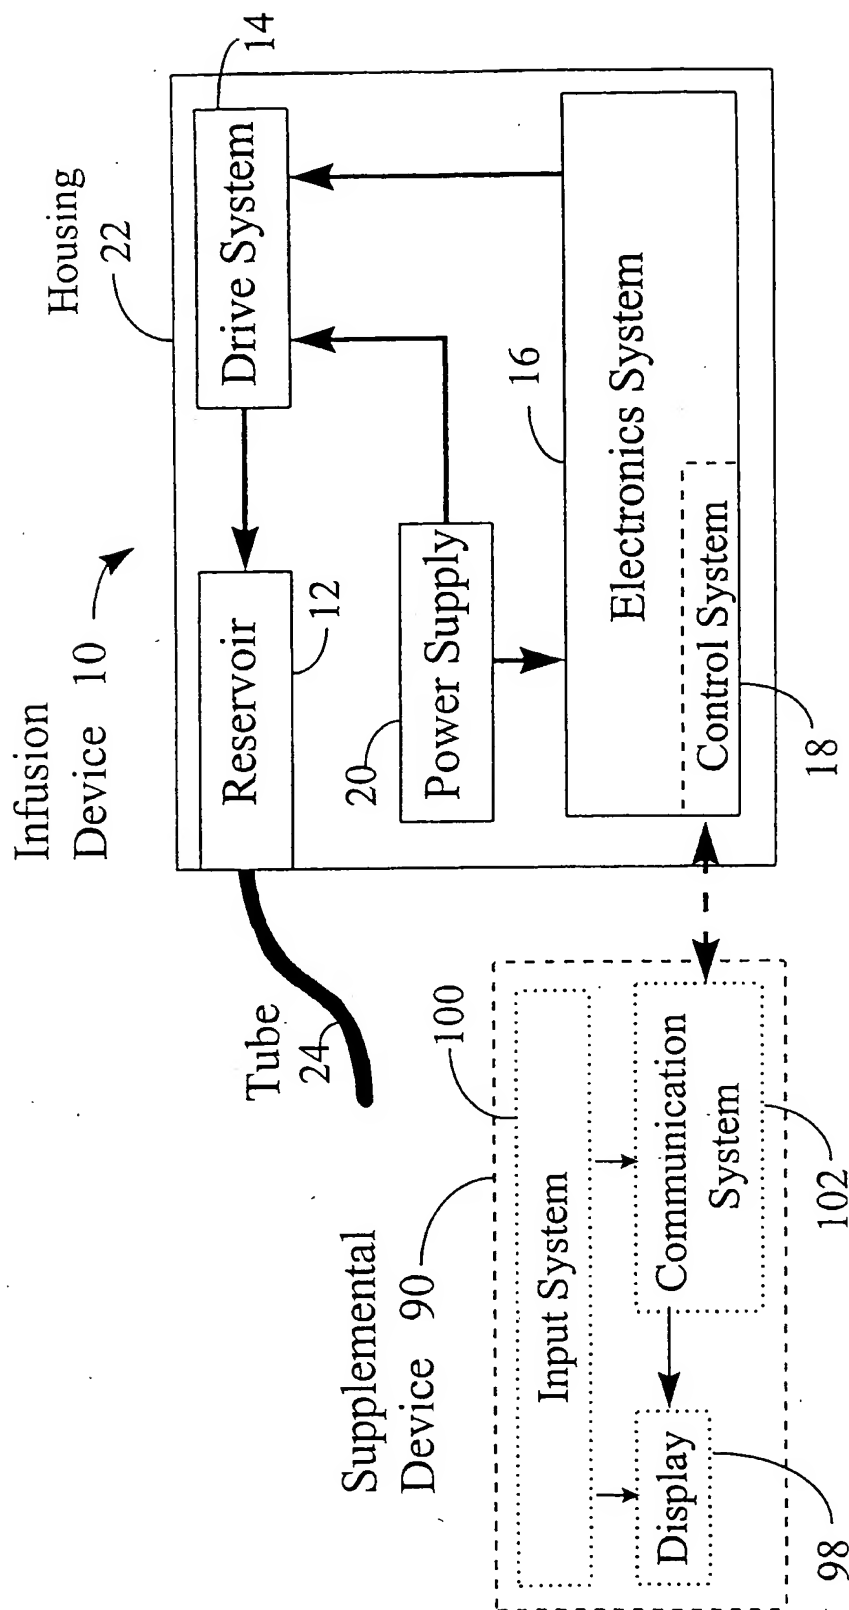 Infusion
Device 10
Housing
22
14
Reservoir
12
Drive System
20
Power Supply
16
Electronics System
Control System
18
Tube
24
Supplemental
Device 90
100
Input System
Communication
System
102
Display
98